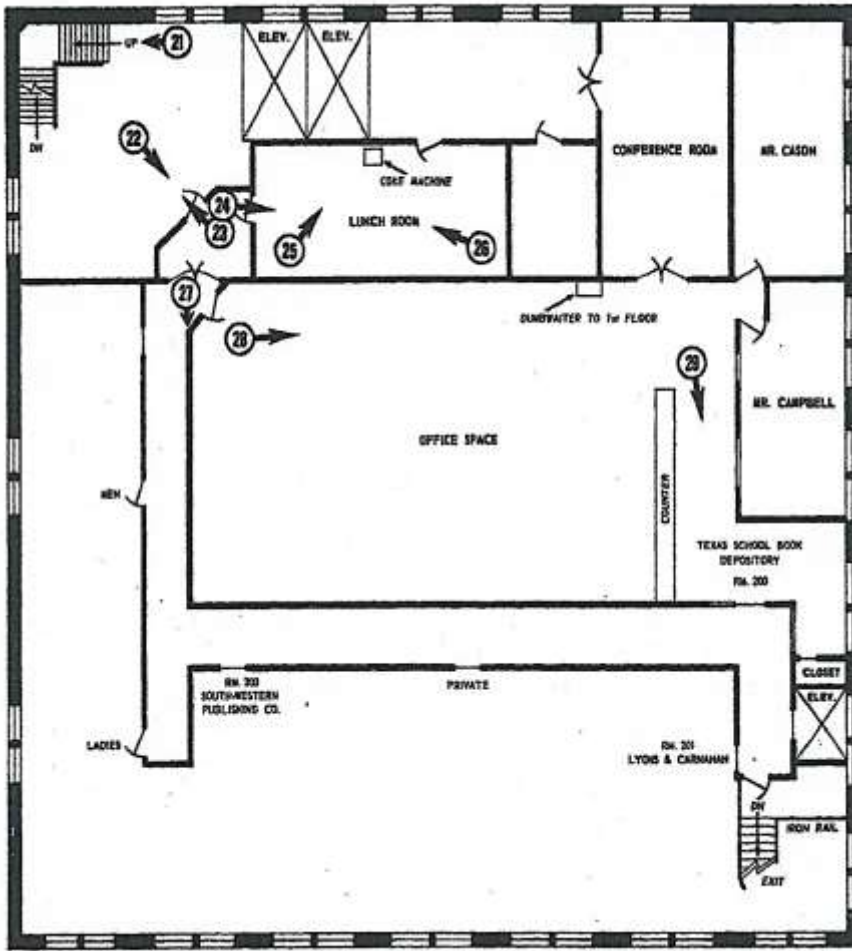 21
UP
ELEV.
ELEV.
DN
22
COKE MACHINE
CONFERENCE ROOM
MR. CASON
24
23
LUNCH ROOM
25
26
27
28
DUMBWAITER TO 1st FLOOR
29
MR. CAMPBELL
OFFICE SPACE
MEN
COUNTER
TEXAS SCHOOL BOOK
DEPOSITORY
RM. 200
CLOSET
ELEV.
RM. 203
SOUTH-WESTERN
PUBLISHING CO.
PRIVATE
LADIES
RM. 201
LYONS & CARNAHAN
DN
IRON RAIL
EXIT